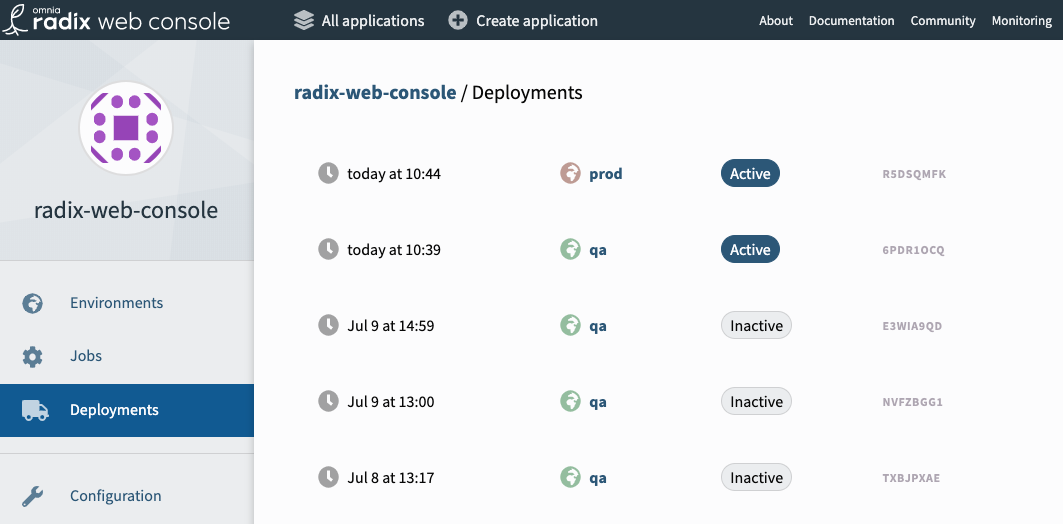 omnia
radix web console
All applications
Create application
About
Documentation
Community
Monitoring
radix-web-console
Environments
Jobs
Deployments
Configuration
radix-web-console / Deployments
today at 10:44 prod Active R5DSQMFK
today at 10:39 qa Active 6PDR1OCQ
Jul 9 at 14:59 qa Inactive E3WIA9QD
Jul 9 at 13:00 qa Inactive NVFZBGG1
Jul 8 at 13:17 qa Inactive TXBJPXAE